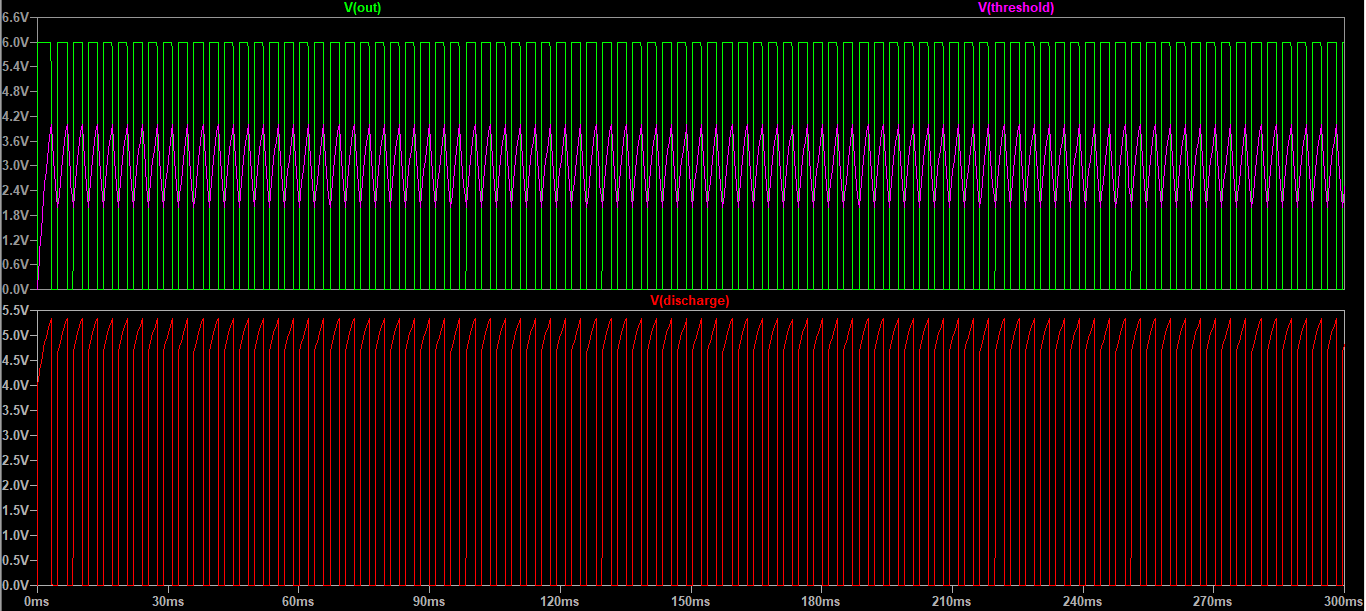 V(out) V(threshold)
6.6V
6.0V
5.4V
4.8V
4.2V
3.6V
3.0V
2.4V
1.8V
1.2V
0.6V
0.0V
V(discharge)
5.5V
5.0V
4.5V
4.0V
3.5V
3.0V
2.5V
2.0V
1.5V
1.0V
0.5V
0.0V
0ms 30ms 60ms 90ms 120ms 150ms 180ms 210ms 240ms 270ms 300ms